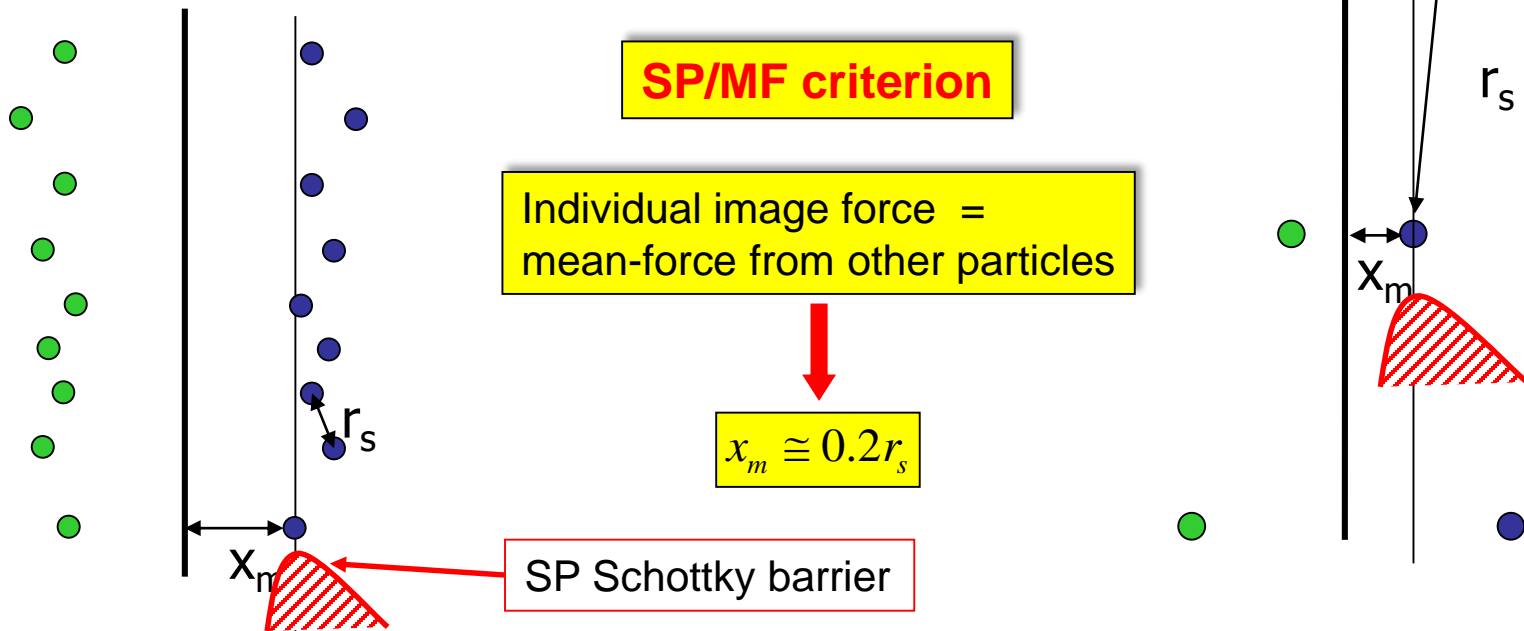 SP/MF criterion
Individual image force =
mean-force from other particles
x_m ≅ 0.2r_s
r_s
x_m
SP Schottky barrier
r_s
x_m